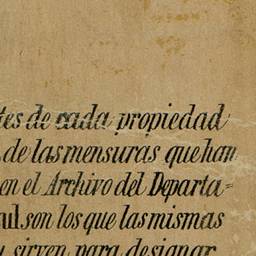 tes de cada propiedad
de las mensuras que han
en el Archivo del Departa=
aul son los que las mismas
sirven para designar